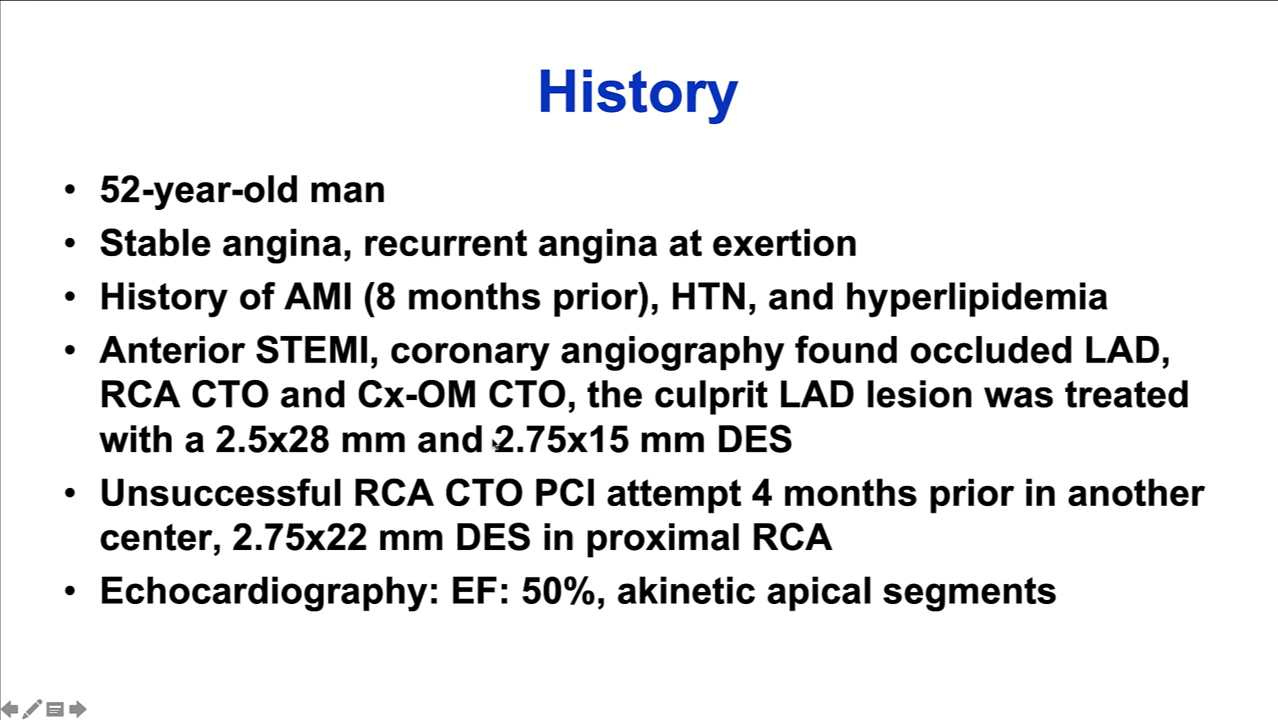 History
• 52-year-old man
• Stable angina, recurrent angina at exertion
• History of AMI (8 months prior), HTN, and hyperlipidemia
• Anterior STEMI, coronary angiography found occluded LAD,
RCA CTO and Cx-OM CTO, the culprit LAD lesion was treated
with a 2.5x28 mm and 2.75x15 mm DES
• Unsuccessful RCA CTO PCI attempt 4 months prior in another
center, 2.75x22 mm DES in proximal RCA
• Echocardiography: EF: 50%, akinetic apical segments